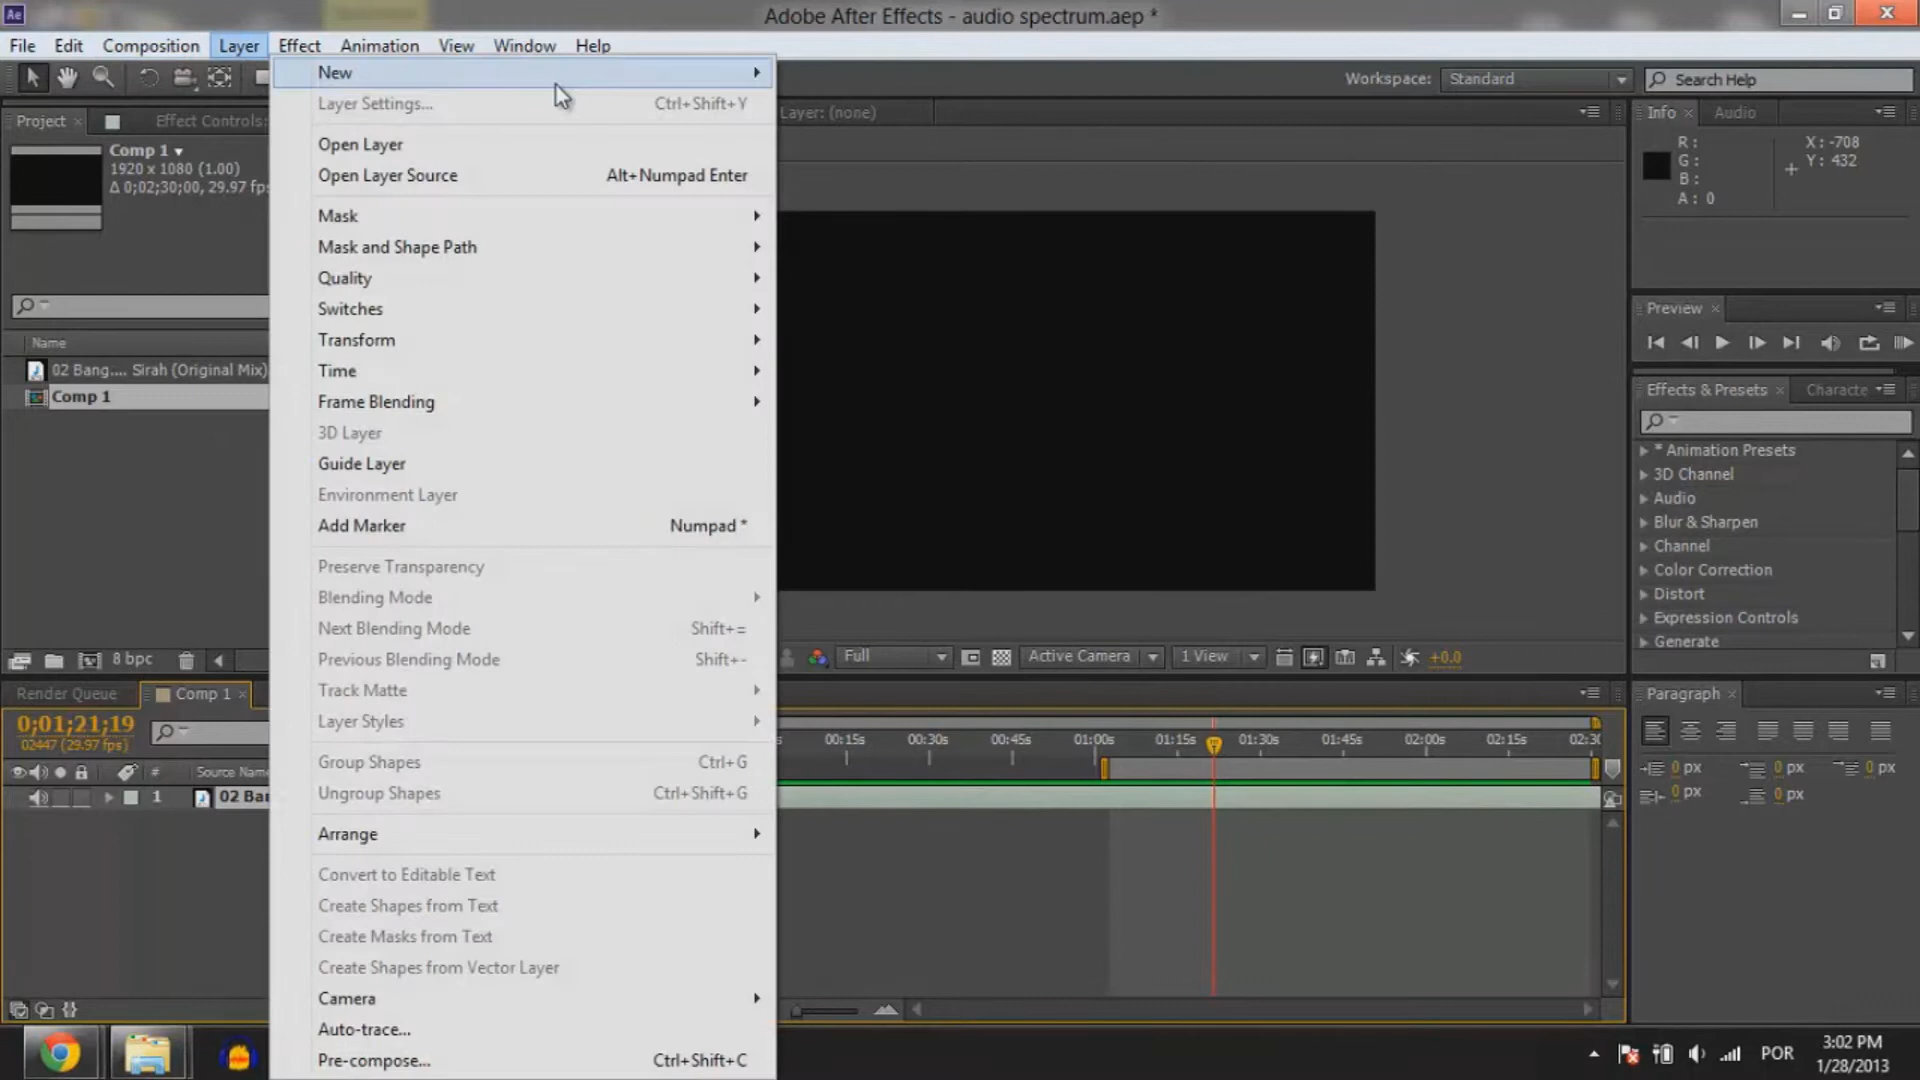 Ae
Adobe After Effects - audio spectrum.aep *
File Edit Composition Layer Effect Animation View Window Help
Workspace: Standard Search Help
Project Effect Controls: Layer: (none)
Comp 1
1920 x 1080 (1.00)
Δ 0;02;30;00, 29.97 fps
Name
02 Bang.... Sirah (Original Mix)
Comp 1
8 bpc
New
Layer Settings... Ctrl+Shift+Y
Open Layer
Open Layer Source Alt+Numpad Enter
Mask
Mask and Shape Path
Quality
Switches
Transform
Time
Frame Blending
3D Layer
Guide Layer
Environment Layer
Add Marker Numpad *
Preserve Transparency
Blending Mode
Next Blending Mode Shift+=
Previous Blending Mode Shift+-
Track Matte
Layer Styles
Group Shapes Ctrl+G
Ungroup Shapes Ctrl+Shift+G
Arrange
Convert to Editable Text
Create Shapes from Text
Create Masks from Text
Create Shapes from Vector Layer
Camera
Auto-trace...
Pre-compose... Ctrl+Shift+C
Full Active Camera 1 View +0.0
Info Audio
R: X: -708
G: Y: 432
B:
A: 0
Preview
Effects & Presets Characte
* Animation Presets
3D Channel
Audio
Blur & Sharpen
Channel
Color Correction
Distort
Expression Controls
Generate
Render Queue Comp 1
0;01;21;19
02447 (29.97 fps)
# Source Name
1 02 Ban
00:15s 00:30s 00:45s 01:00s 01:15s 01:30s 01:45s 02:00s 02:15s 02:30
Paragraph
0 px 0 px 0 px
0 px 0 px
POR
3:02 PM
1/28/2013